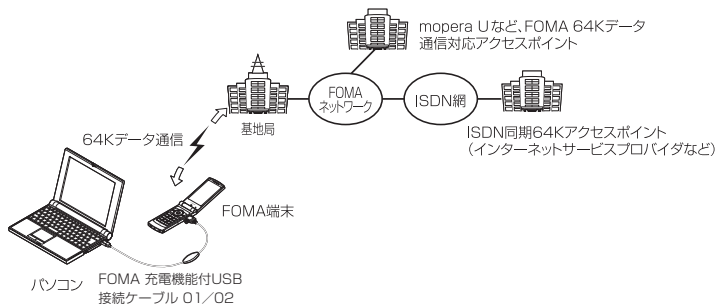 mopera Uなど、FOMA 64Kデータ
通信対応アクセスポイント
FOMA
ネットワーク
ISDN網
基地局
ISDN同期64Kアクセスポイント
（インターネットサービスプロバイダなど）
64Kデータ通信
FOMA端末
パソコン
FOMA 充電機能付USB
接続ケーブル 01／02